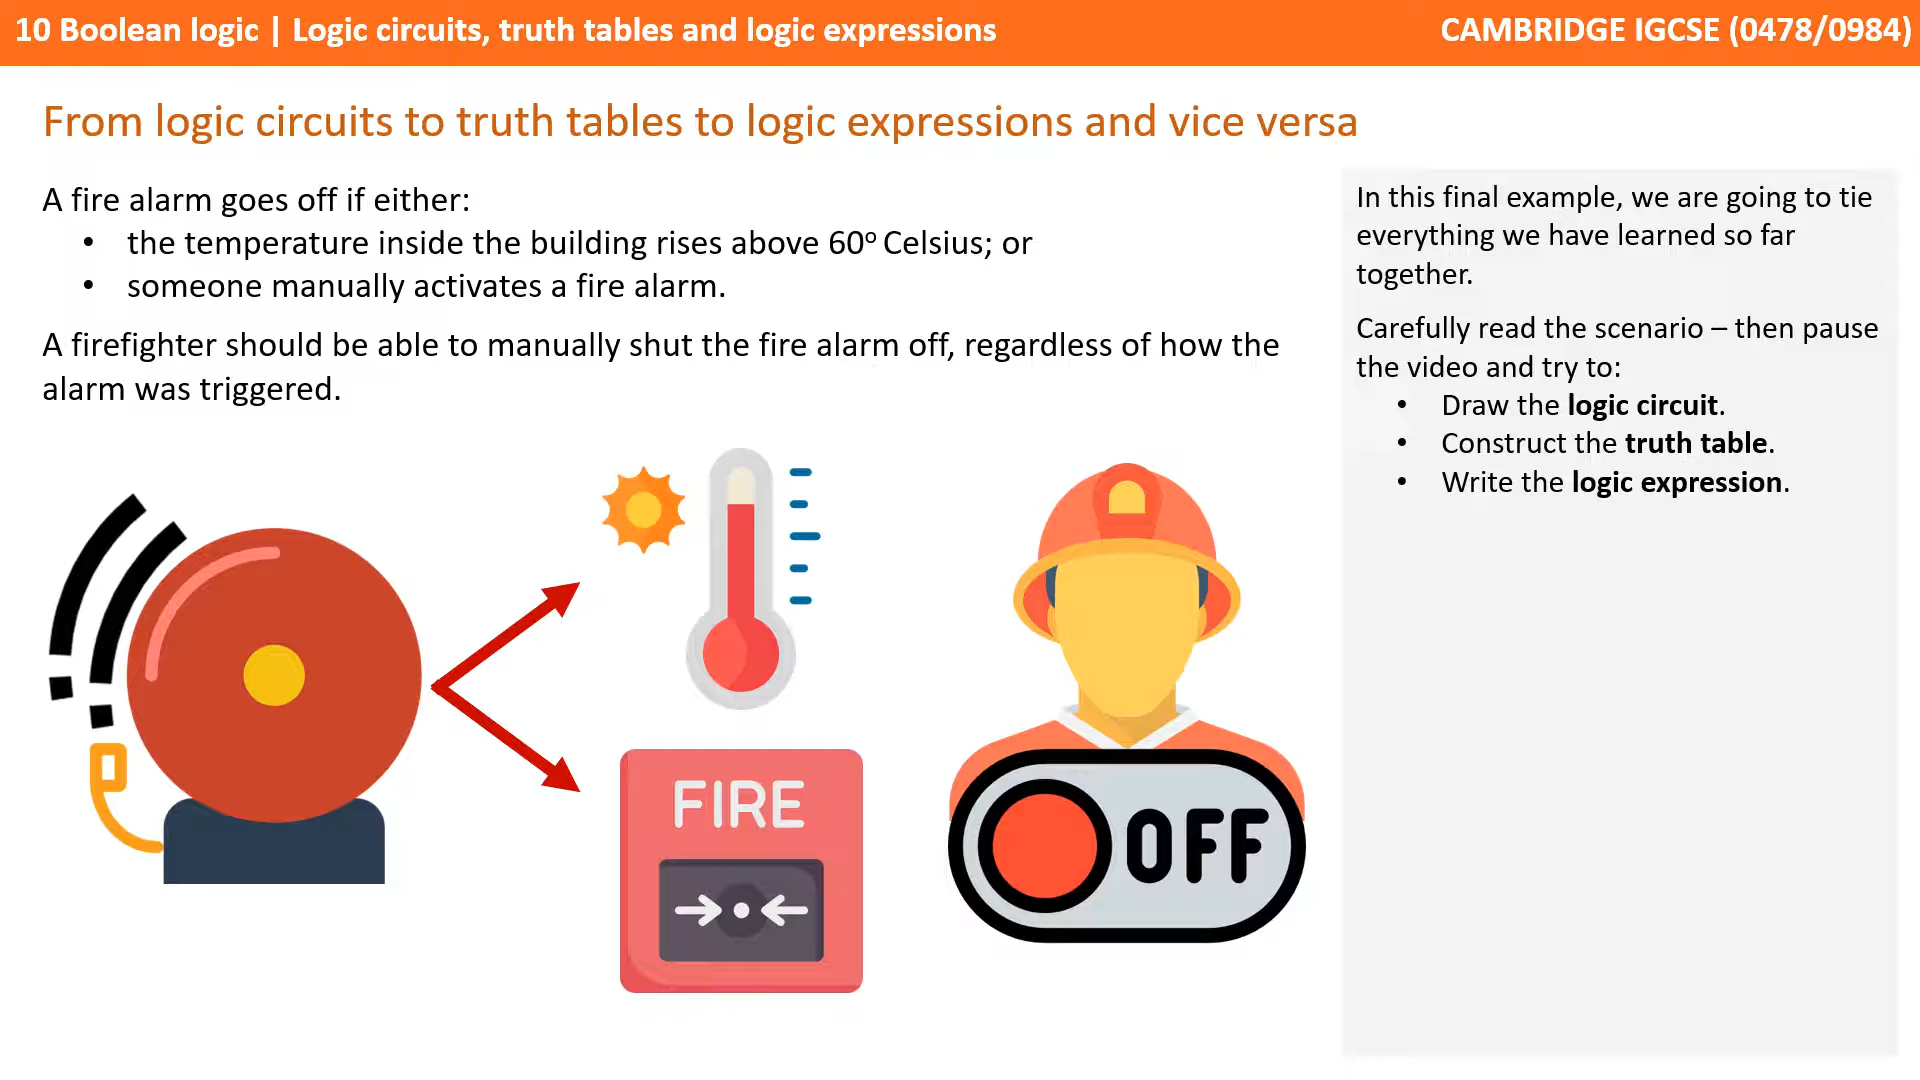 10 Boolean logic | Logic circuits, truth tables and logic expressions
CAMBRIDGE IGCSE (0478/0984)
From logic circuits to truth tables to logic expressions and vice versa
A fire alarm goes off if either:
• the temperature inside the building rises above 60º Celsius; or
• someone manually activates a fire alarm.
A firefighter should be able to manually shut the fire alarm off, regardless of how the
alarm was triggered.
FIRE
OFF
In this final example, we are going to tie
everything we have learned so far
together.
Carefully read the scenario – then pause
the video and try to:
• Draw the logic circuit.
• Construct the truth table.
• Write the logic expression.